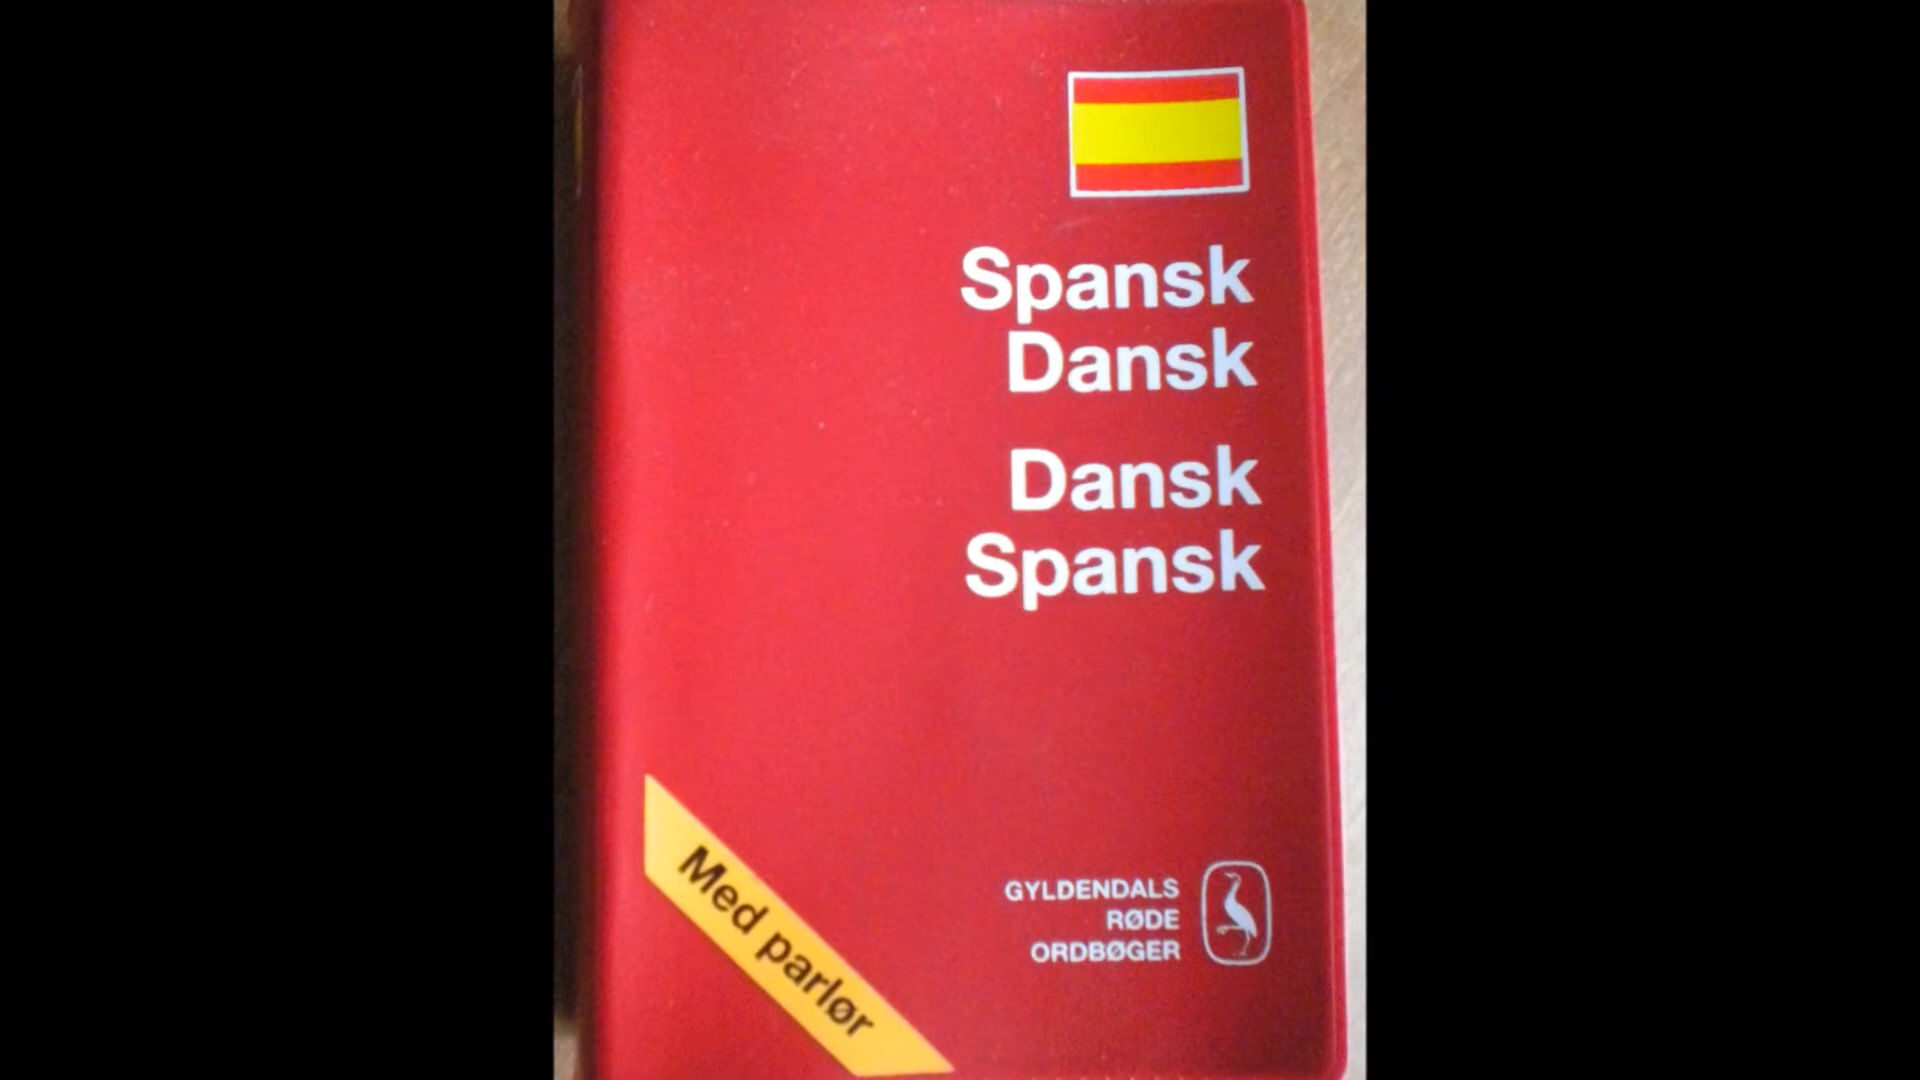 Spansk
Dansk
Dansk
Spansk
Med parlør
GYLDENDALS
RØDE
ORDBØGER